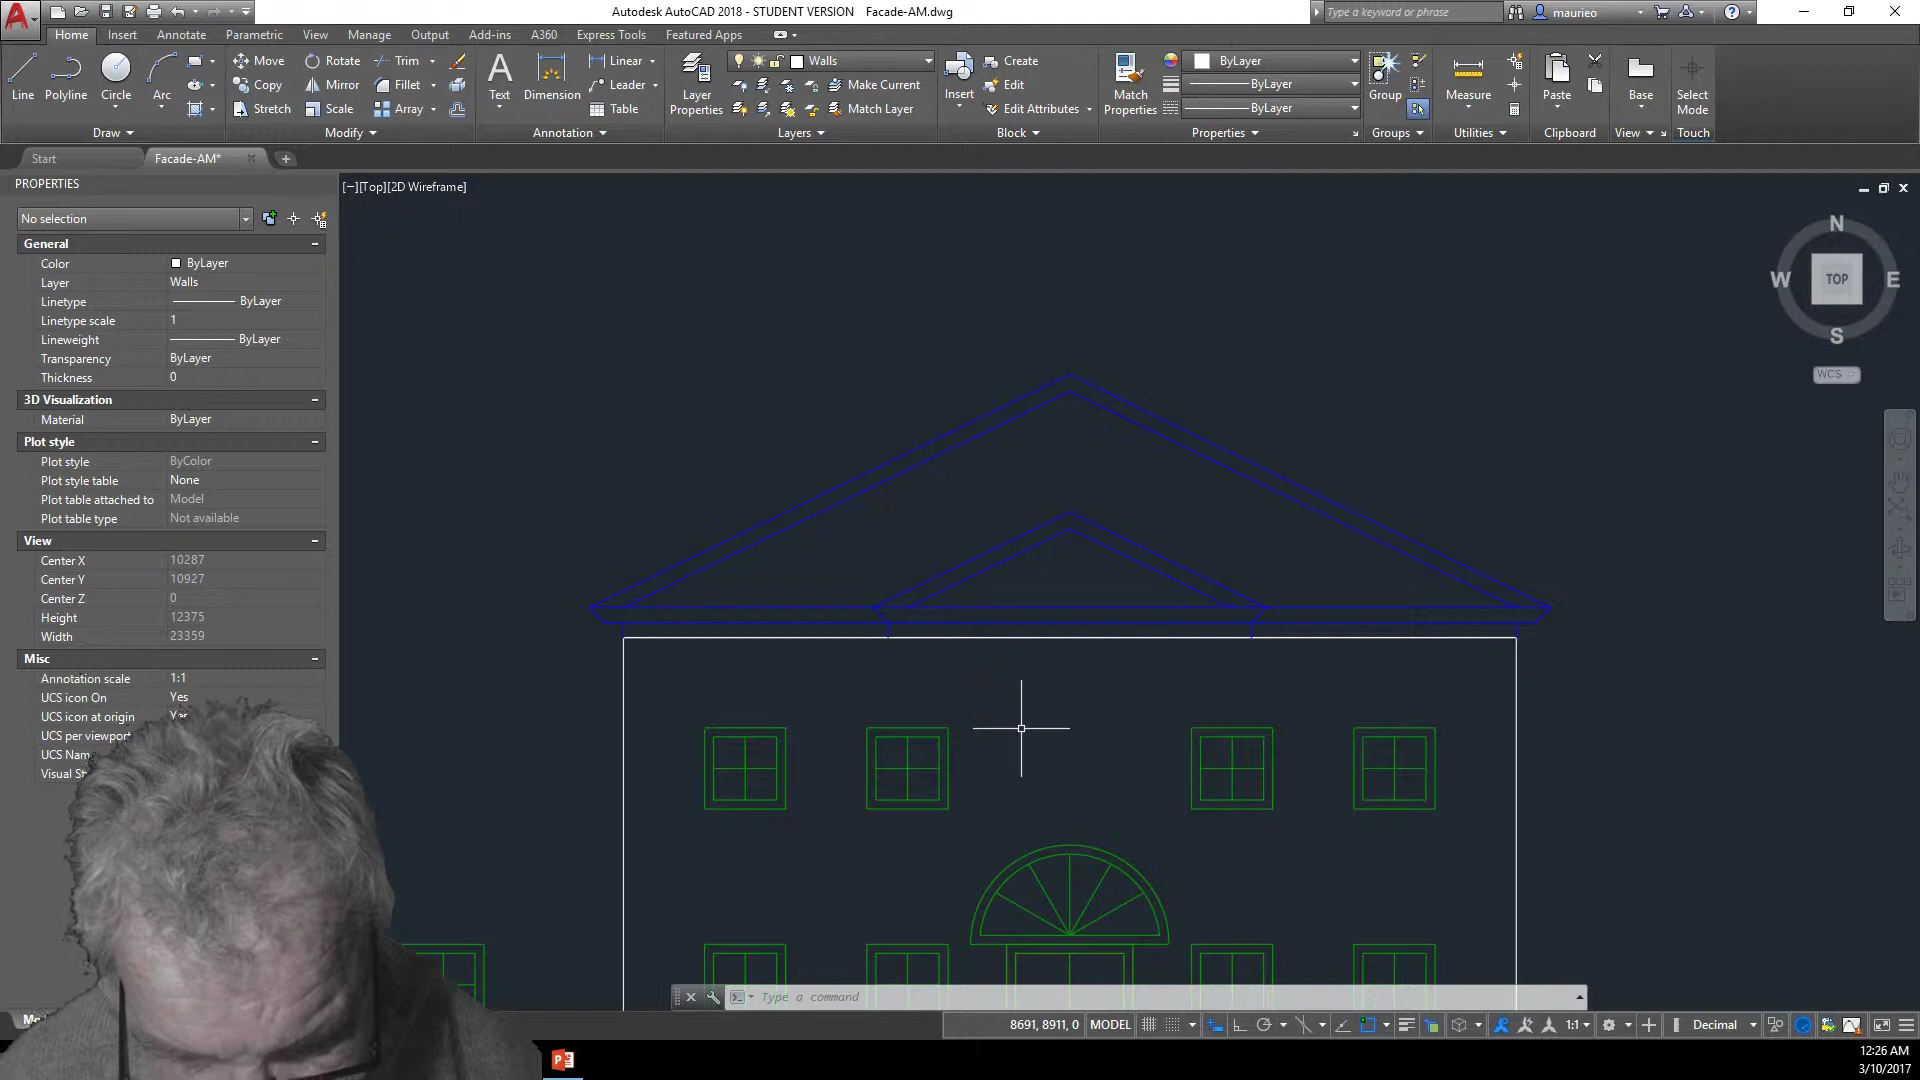 Autodesk AutoCAD 2018 - STUDENT VERSION Facade-AM.dwg
Type a keyword or phrase
maurieo
Home Insert Annotate Parametric View Manage Output Add-ins A360 Express Tools Featured Apps
Line Polyline Circle Arc
Move Rotate Trim
Copy Mirror Fillet
Stretch Scale Array
Text Dimension
Linear
Leader
Table
Layer Properties
Walls
Make Current
Match Layer
Insert
Create
Edit
Edit Attributes
Match Properties
ByLayer
ByLayer
ByLayer
Group
Measure
Paste
Base
Select Mode
Draw Modify Annotation Layers Block Properties Groups Utilities Clipboard View Touch
Start Facade-AM*
PROPERTIES
[−][Top][2D Wireframe]
No selection
General
Color ByLayer
Layer Walls
Linetype ByLayer
Linetype scale 1
Lineweight ByLayer
Transparency ByLayer
Thickness 0
3D Visualization
Material ByLayer
Plot style
Plot style ByColor
Plot style table None
Plot table attached to Model
Plot table type Not available
View
Center X 10287
Center Y 10927
Center Z 0
Height 12375
Width 23359
Misc
Annotation scale 1:1
UCS icon On Yes
UCS icon at origin Yes
UCS per viewport
UCS Nam
Visual St
N
W TOP E
S
WCS
Type a command
Mo
8691, 8911, 0 MODEL 1:1 Decimal
12:26 AM
3/10/2017